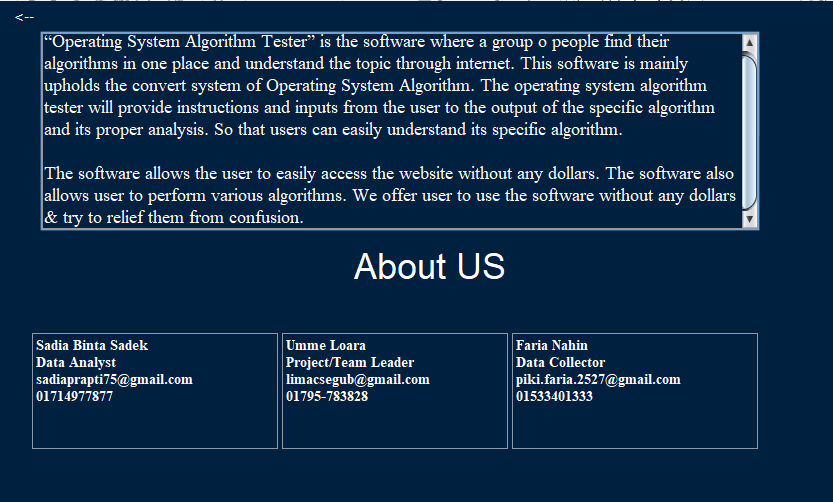 <--
“Operating System Algorithm Tester” is the software where a group o people find their
algorithms in one place and understand the topic through internet. This software is mainly
upholds the convert system of Operating System Algorithm. The operating system algorithm
tester will provide instructions and inputs from the user to the output of the specific algorithm
and its proper analysis. So that users can easily understand its specific algorithm.
The software allows the user to easily access the website without any dollars. The software also
allows user to perform various algorithms. We offer user to use the software without any dollars
& try to relief them from confusion.
About US
Sadia Binta Sadek
Data Analyst
sadiaprapti75@gmail.com
01714977877
Umme Loara
Project/Team Leader
limacsegub@gmail.com
01795-783828
Faria Nahin
Data Collector
piki.faria.2527@gmail.com
01533401333